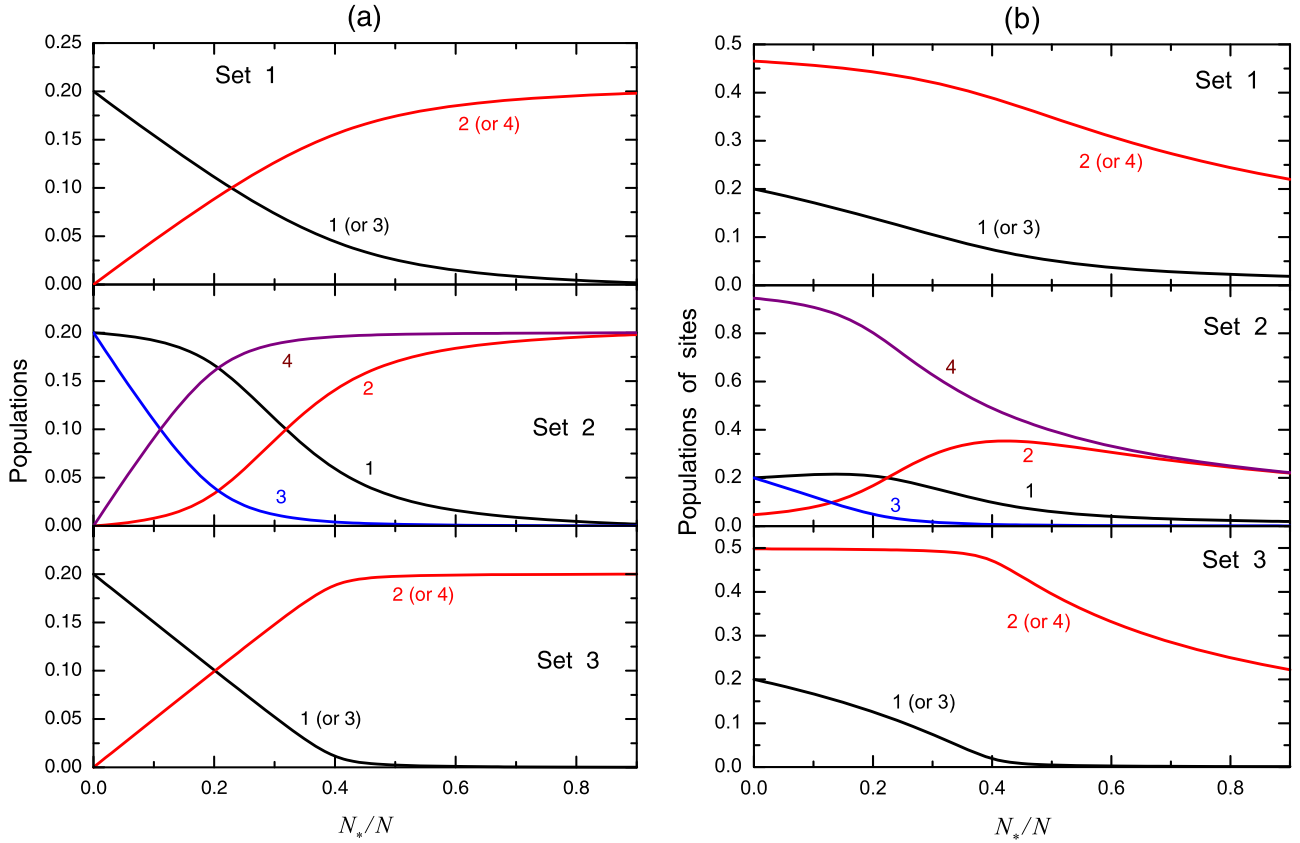 (a)
0.25
0.20
0.15
0.10
0.05
0.00
Set 1
2 (or 4)
1 (or 3)
0.20
0.15
0.10
0.05
0.00
Set 2
4
2
1
3
0.20
0.15
0.10
0.05
0.00
Set 3
2 (or 4)
1 (or 3)
0.0 0.2 0.4 0.6 0.8
N*/N
Populations
(b)
0.5
0.4
0.3
0.2
0.1
0.0
Set 1
2 (or 4)
1 (or 3)
0.8
0.6
0.4
0.2
0.0
Set 2
4
2
1
3
0.5
0.4
0.3
0.2
0.1
0.0
Set 3
2 (or 4)
1 (or 3)
0.0 0.2 0.4 0.6 0.8
N*/N
Populations of sites